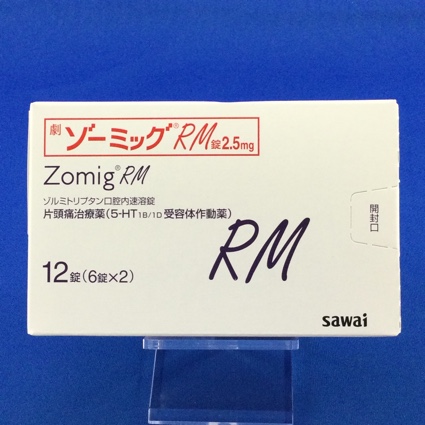 劇 ゾーミッグ® RM錠2.5mg
Zomig® RM
ゾルミトリプタン口腔内速溶錠
片頭痛治療薬(5-HT1B/1D受容体作動薬)
RM
12錠(6錠×2)
開封口
sawai